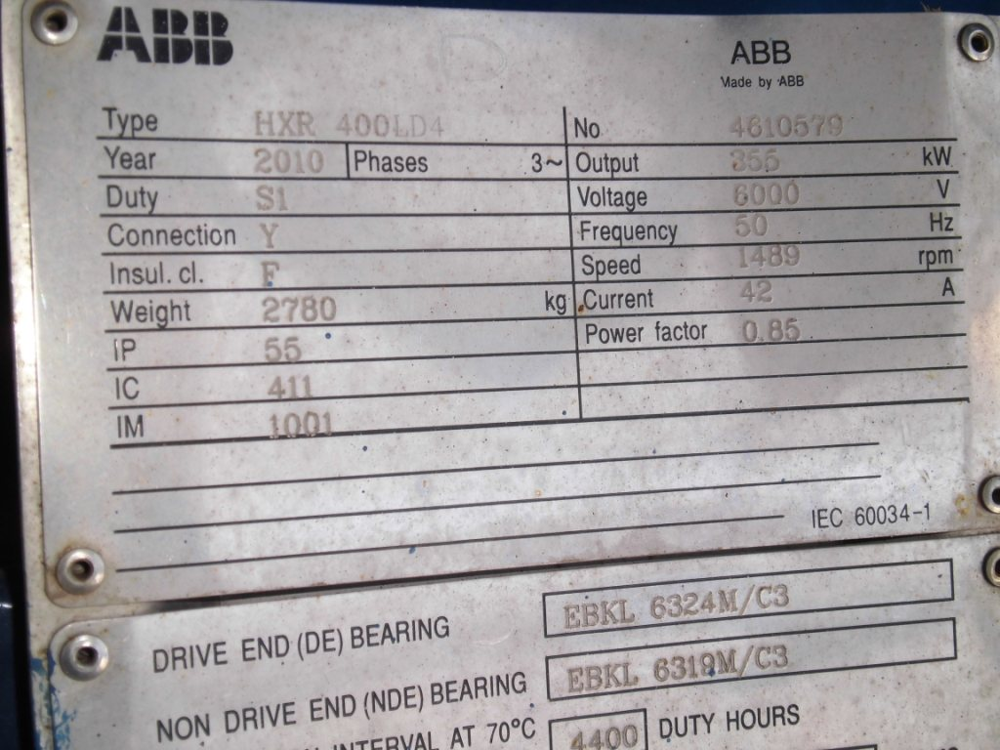 ABB
ABB
Made by ABB
Type HXR 400LD4 No 4610579
Year 2010 Phases 3~ Output 355 kW
Duty S1 Voltage 6000 V
Connection Y Frequency 50 Hz
Insul. cl. F Speed 1489 rpm
Weight 2780 kg Current 42 A
IP 55 Power factor 0.85
IC 411
IM 1001
IEC 60034-1
DRIVE END (DE) BEARING EBKL 6324M/C3
NON DRIVE END (NDE) BEARING EBKL 6319M/C3
INTERVAL AT 70°C 4400 DUTY HOURS